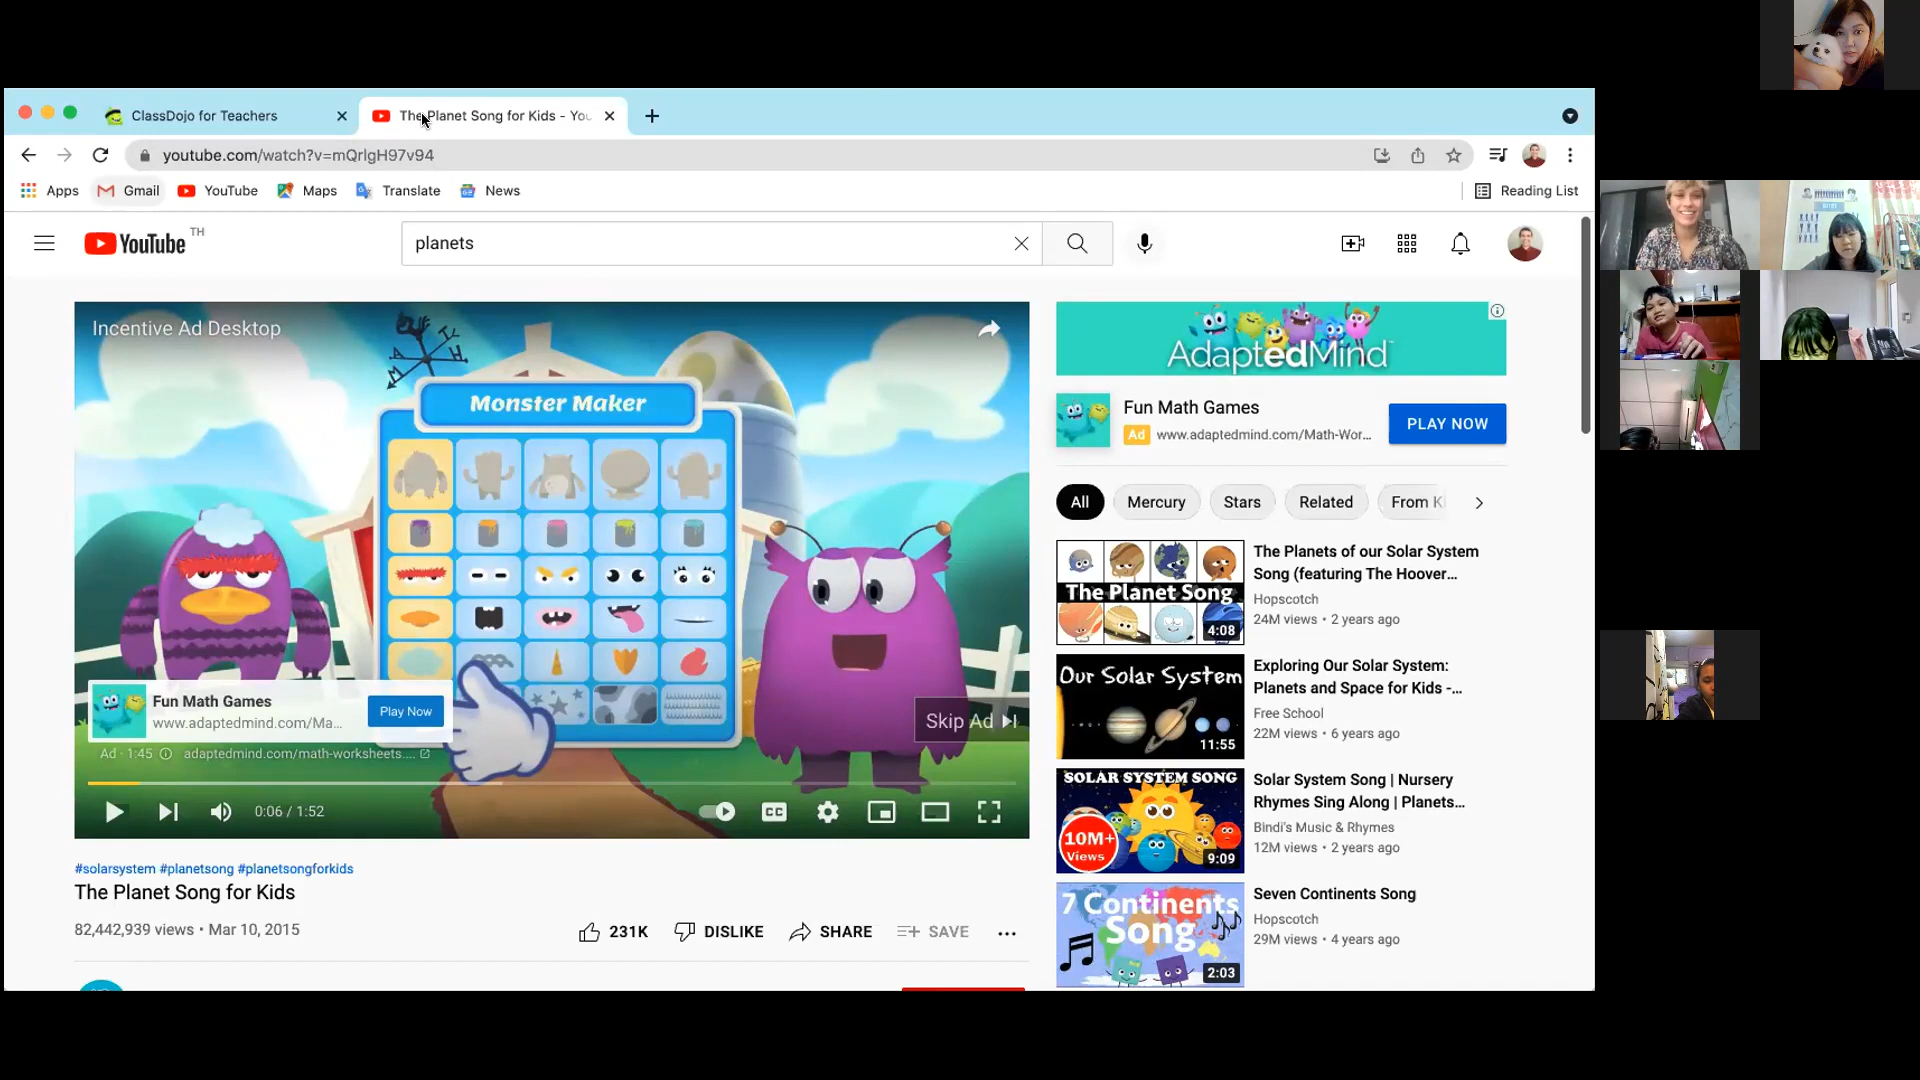 ClassDojo for Teachers
The Planet Song for Kids - You
youtube.com/watch?v=mQrlgH97v94
Apps
Gmail
YouTube
Maps
Translate
News
Reading List
YouTube TH
planets
Incentive Ad Desktop
Monster Maker
Fun Math Games
www.adaptedmind.com/Ma...
Play Now
Skip Ad
Ad · 1:45
adaptedmind.com/math-worksheets....
0:06 / 1:52
CC
#solarsystem #planetsong #planetsongforkids
The Planet Song for Kids
82,442,939 views • Mar 10, 2015
231K
DISLIKE
SHARE
SAVE
AdaptedMind
Fun Math Games
Ad www.adaptedmind.com/Math-Wor...
PLAY NOW
All
Mercury
Stars
Related
From K
The Planet Song
4:08
The Planets of our Solar System
Song (featuring The Hoover...
Hopscotch
24M views • 2 years ago
Our Solar System
11:55
Exploring Our Solar System:
Planets and Space for Kids -...
Free School
22M views • 6 years ago
SOLAR SYSTEM SONG
10M+
Views
9:09
Solar System Song | Nursery
Rhymes Sing Along | Planets...
Bindi's Music & Rhymes
12M views • 2 years ago
7 Continents
Song
2:03
Seven Continents Song
Hopscotch
29M views • 4 years ago